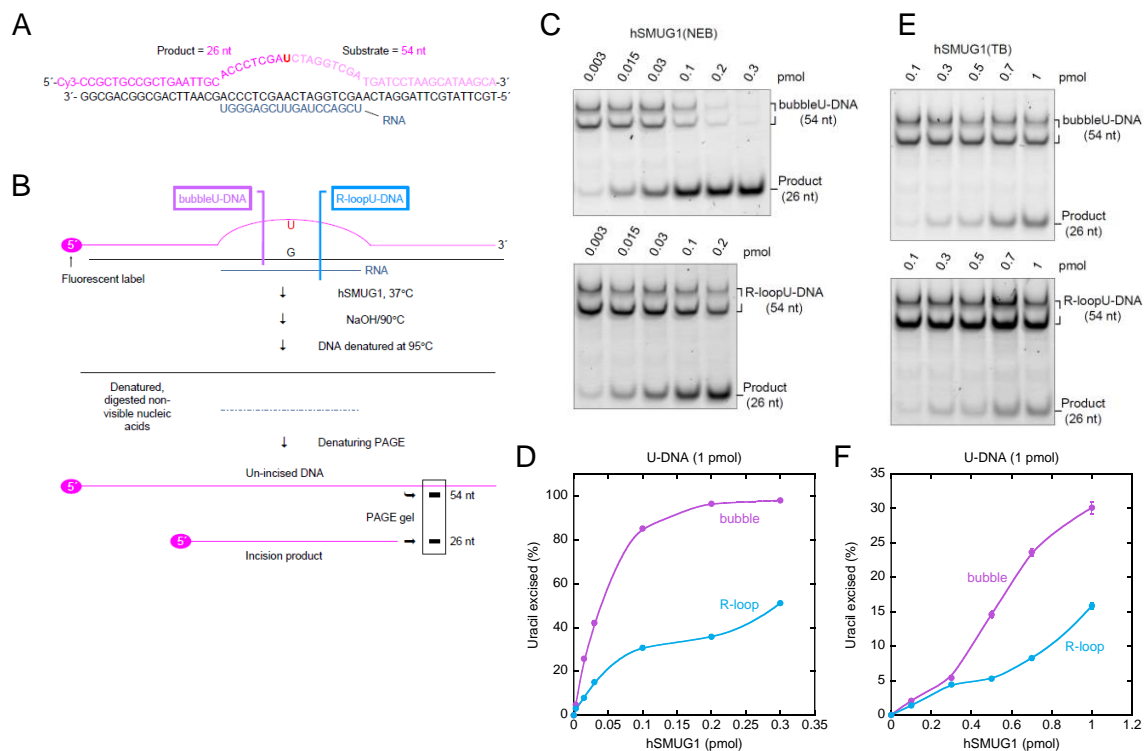 A
Product = 26 nt
Substrate = 54 nt
ACCCTCGAUCTAGGTCGA
5´-Cy3-CCGCTGCCGCTGAATTGC
TGATCCTAAGCATAAGCA-3´
3´- GGCGACGGCGACTTAACGACCCTCGAACTAGGTCGAACTAGGATTCGTATTCGT-5´
UGGGAGCUUGAUCCAGCU
RNA
B
bubbleU-DNA
R-loopU-DNA
U
5´
3´
G
RNA
Fluorescent label
hSMUG1, 37°C
NaOH/90°C
DNA denatured at 95°C
Denatured,
digested non-
visible nucleic
acids
Denaturing PAGE
Un-incised DNA
5´
54 nt
PAGE gel
5´
26 nt
Incision product
C
hSMUG1(NEB)
0.003 0.015 0.03 0.1 0.2 0.3 pmol
bubbleU-DNA
(54 nt)
Product
(26 nt)
0.003 0.015 0.03 0.1 0.2 pmol
R-loopU-DNA
(54 nt)
Product
(26 nt)
E
hSMUG1(TB)
0.1 0.3 0.5 0.7 1 pmol
bubbleU-DNA
(54 nt)
Product
(26 nt)
0.1 0.3 0.5 0.7 1 pmol
R-loopU-DNA
(54 nt)
Product
(26 nt)
D
U-DNA (1 pmol)
Uracil excised (%)
100
80
60
40
20
0
bubble
R-loop
0 0.05 0.1 0.15 0.2 0.25 0.3 0.35
hSMUG1 (pmol)
F
U-DNA (1 pmol)
Uracil excised (%)
35
30
25
20
15
10
5
0
bubble
R-loop
0 0.2 0.4 0.6 0.8 1 1.2
hSMUG1 (pmol)